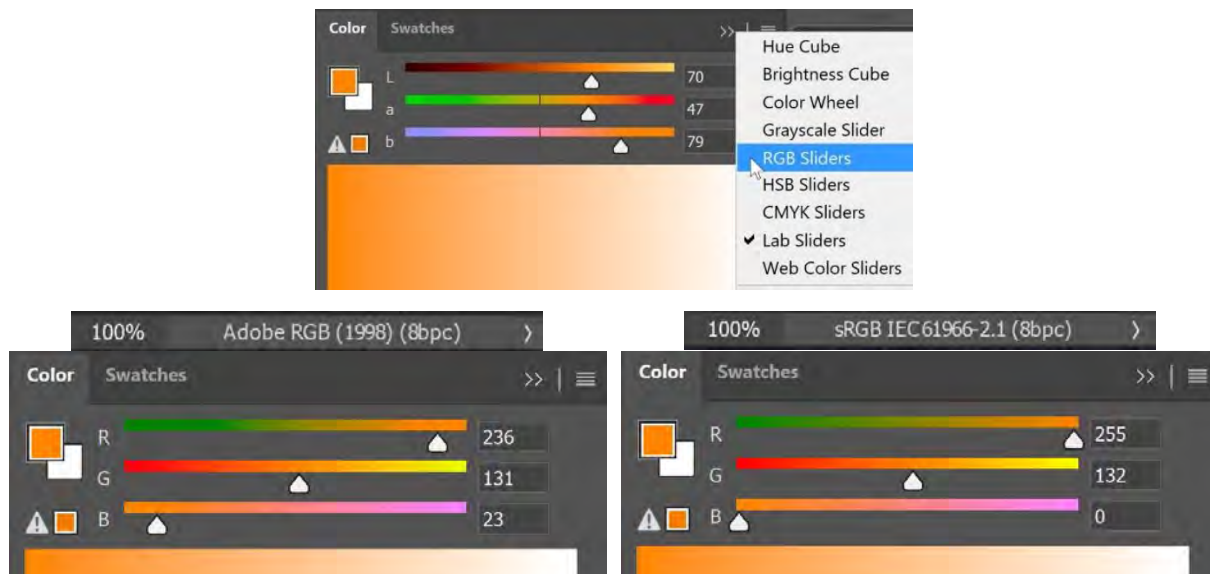 Color Swatches >> | ≡
L 70
a 47
b 79
Hue Cube
Brightness Cube
Color Wheel
Grayscale Slider
RGB Sliders
HSB Sliders
CMYK Sliders
✔ Lab Sliders
Web Color Sliders
100% Adobe RGB (1998) (8bpc) >
Color Swatches >> | ≡
R 236
G 131
B 23
100% sRGB IEC61966-2.1 (8bpc) >
Color Swatches >> | ≡
R 255
G 132
B 0